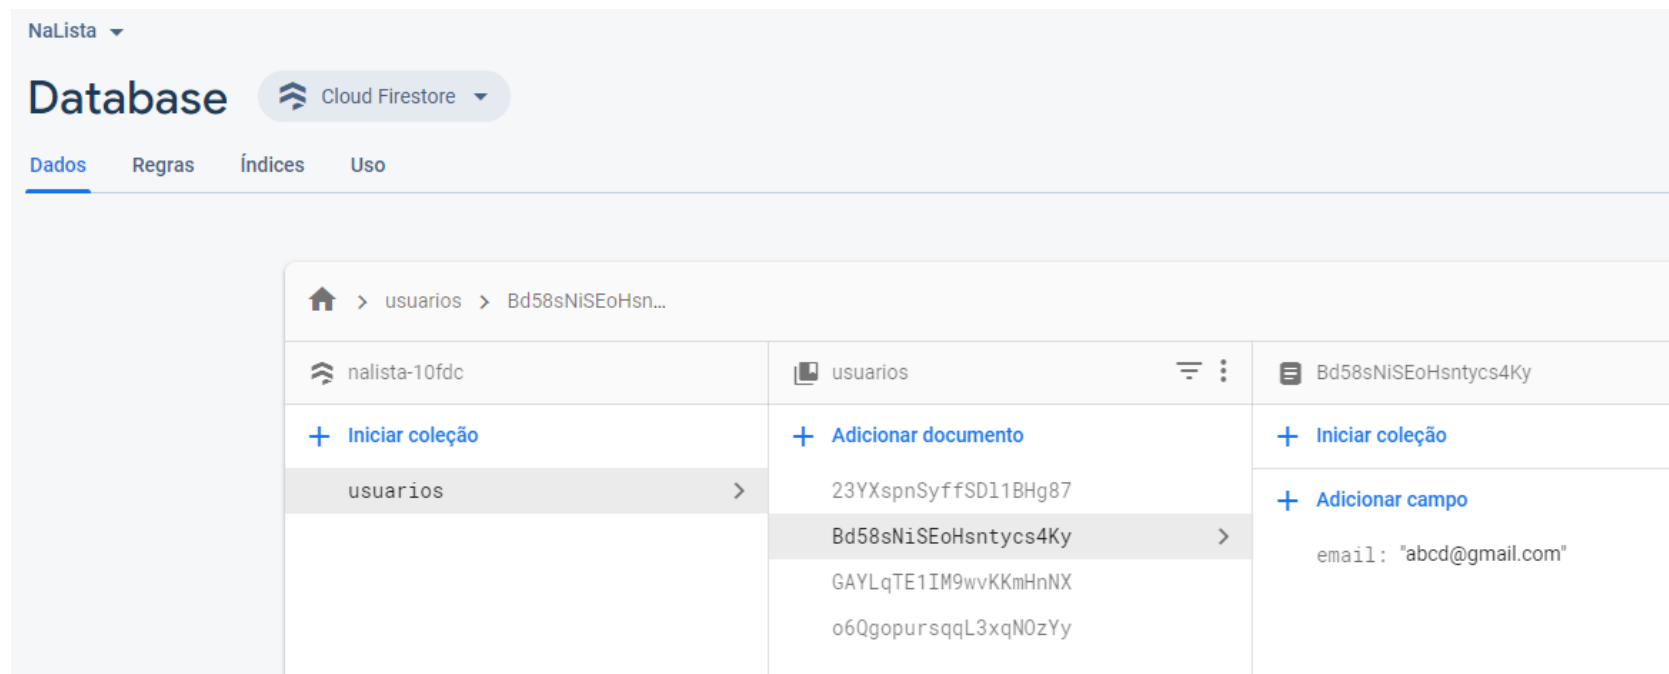 NaLista
Database Cloud Firestore
Dados Regras Índices Uso
usuarios Bd58sNiSEoHsn...
nalista-10fdc usuarios Bd58sNiSEoHsntycs4Ky
Iniciar coleção Adicionar documento Iniciar coleção
usuarios 23YXspnSyffSDl1BHg87
Adicionar campo
Bd58sNiSEoHsntycs4Ky
email: "abcd@gmail.com"
GAYLqTE1IM9wvKKmHnNX
o6QgopursqqL3xqNOzYy